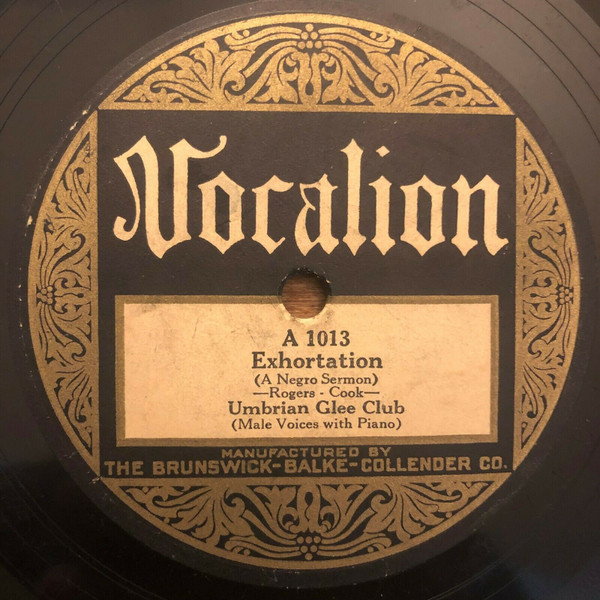 Vocalion
A 1013
Exhortation
(A Negro Sermon)
—Rogers - Cook—
Umbrian Glee Club
(Male Voices with Piano)
MANUFACTURED BY
THE BRUNSWICK-BALKE-COLLENDER CO.